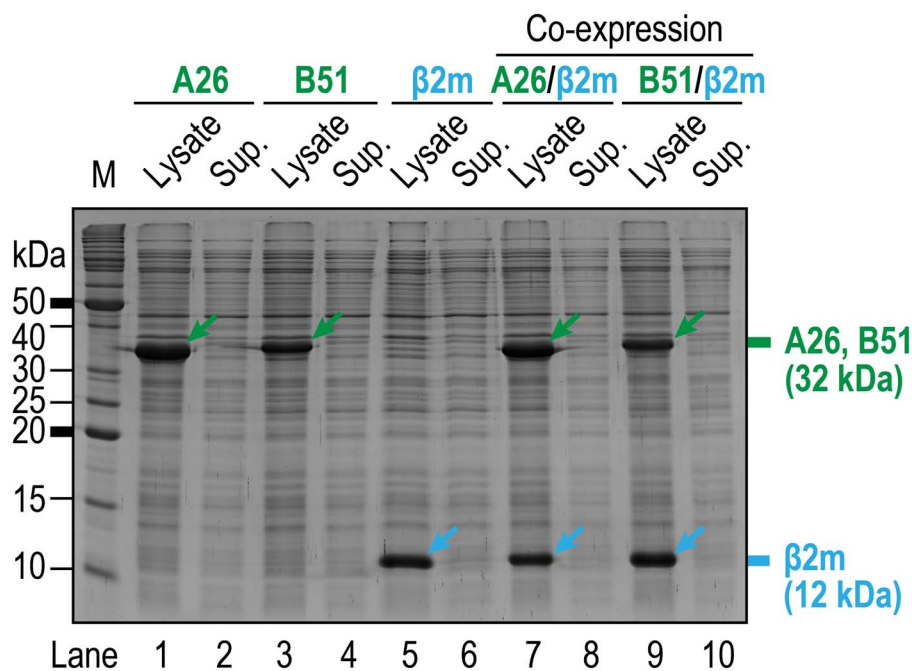 Co-expression
A26 B51 β2m A26/β2m B51/β2m
M Lysate Sup. Lysate Sup. Lysate Sup. Lysate Sup. Lysate Sup.
kDa
50
40
30
25
20
15
10
A26, B51
(32 kDa)
β2m
(12 kDa)
Lane 1 2 3 4 5 6 7 8 9 10